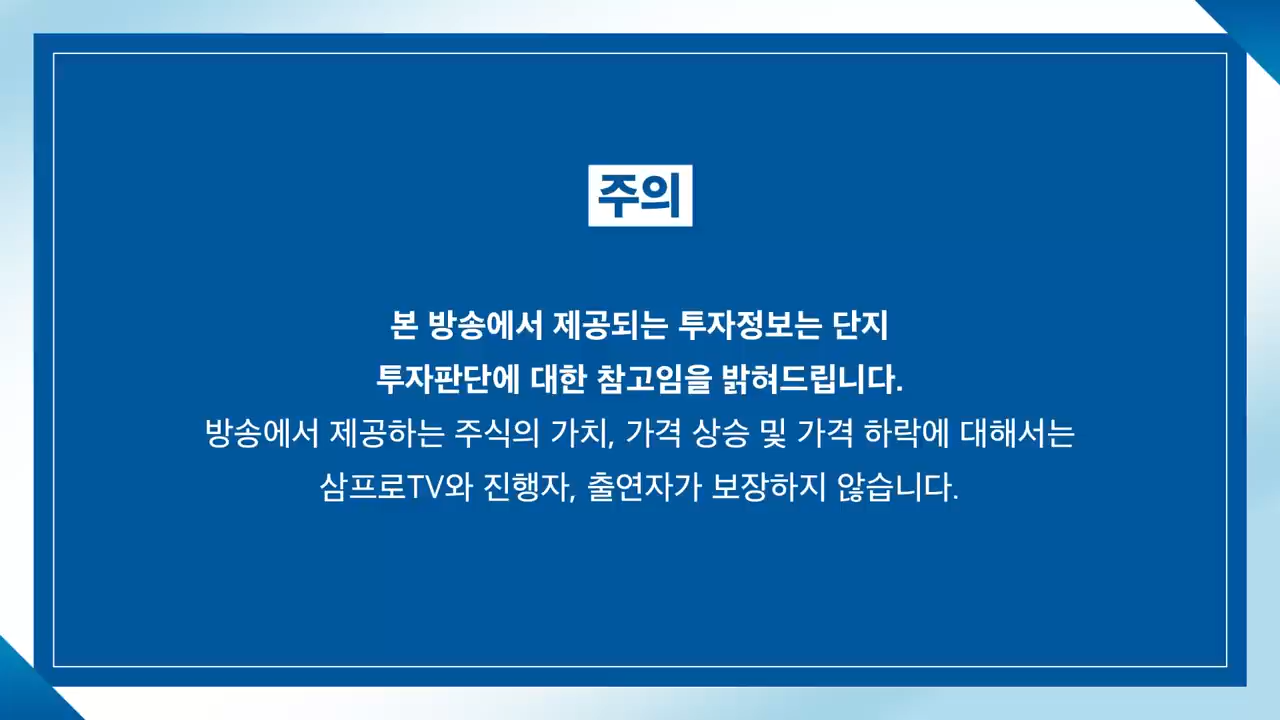 주의
본 방송에서 제공되는 투자정보는 단지
투자판단에 대한 참고임을 밝혀드립니다.
방송에서 제공하는 주식의 가치, 가격 상승 및 가격 하락에 대해서는
삼프로TV와 진행자, 출연자가 보장하지 않습니다.